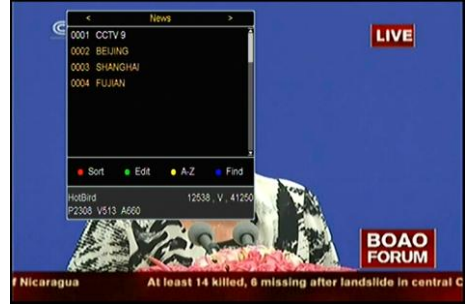 < News >
0001 CCTV 9
0002 BEIJING
0003 SHANGHAI
0004 FUJIAN
Sort Edit A-Z Find
HotBird 12538 , V , 41250
P2308 V513 A660
LIVE
BOAO
FORUM
f Nicaragua At least 14 killed, 6 missing after landslide in central C